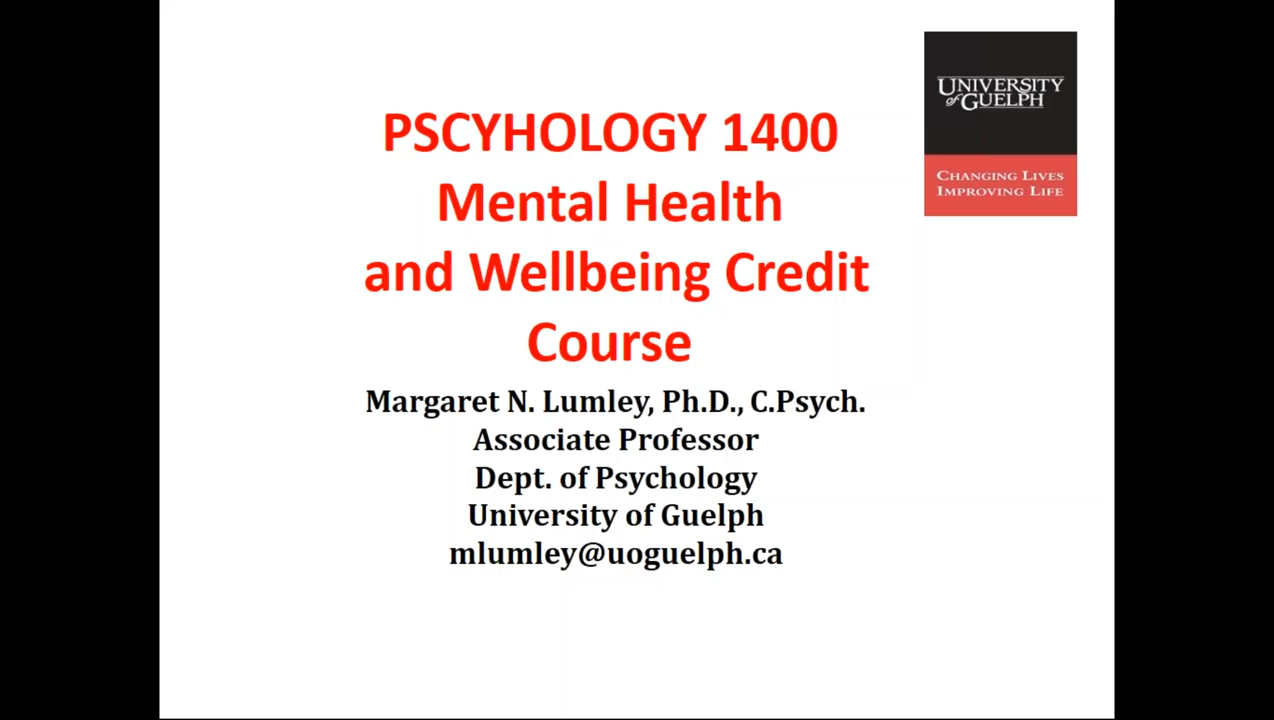 UNIVERSITY
of GUELPH
CHANGING LIVES
IMPROVING LIFE
PSCYHOLOGY 1400
Mental Health
and Wellbeing Credit
Course
Margaret N. Lumley, Ph.D., C.Psych.
Associate Professor
Dept. of Psychology
University of Guelph
mlumley@uoguelph.ca